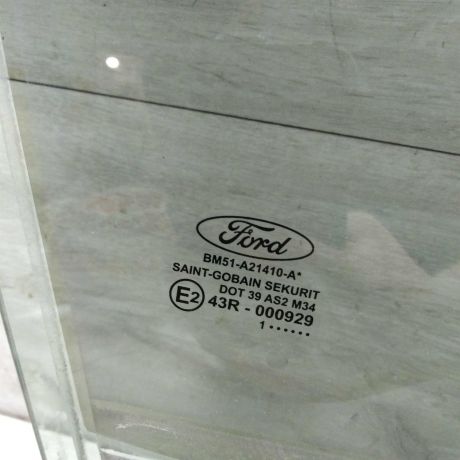 Ford
BM51-A21410-A*
SAINT-GOBAIN SEKURIT
DOT 39 AS2 M34
E2 43R - 000929
1 ••••••